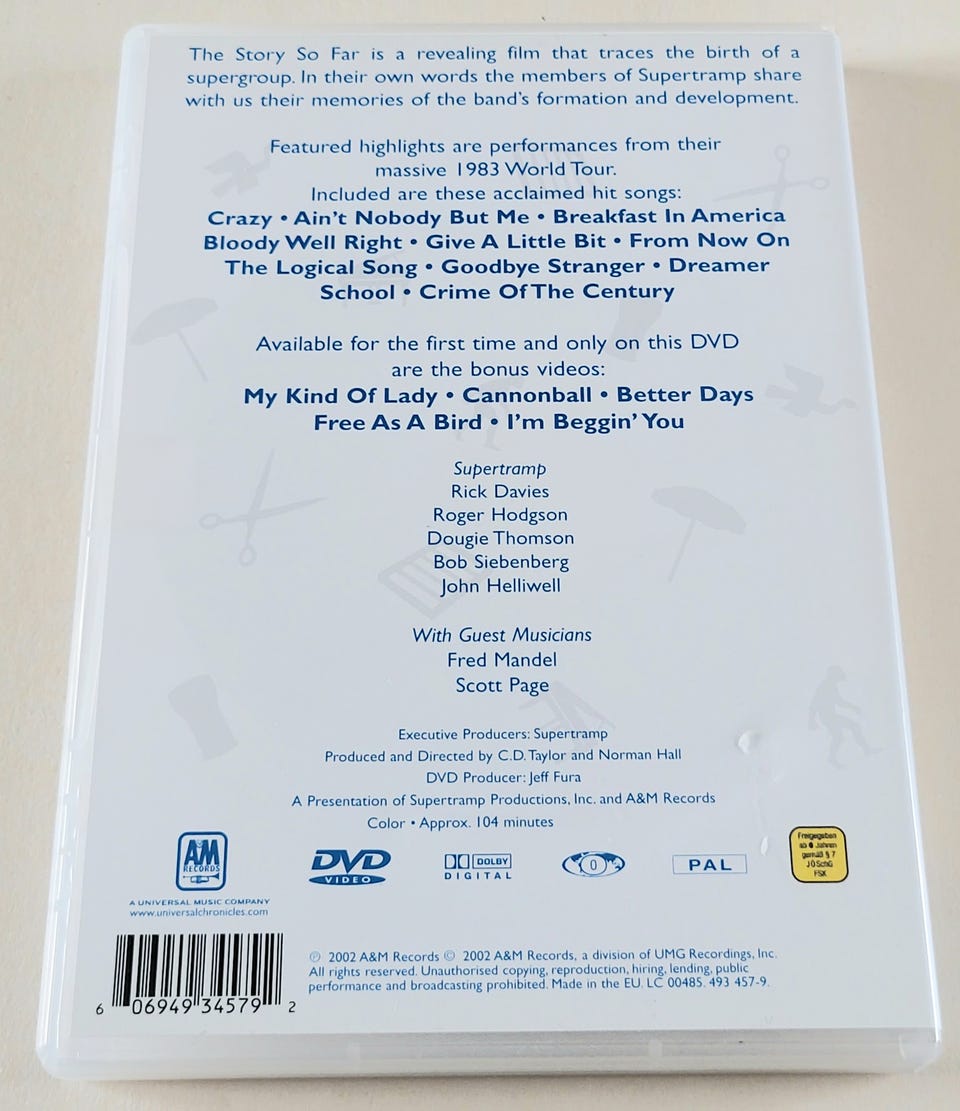 The Story So Far is a revealing film that traces the birth of a
supergroup. In their own words the members of Supertramp share
with us their memories of the band's formation and development.
Featured highlights are performances from their
massive 1983 World Tour.
Included are these acclaimed hit songs:
Crazy • Ain't Nobody But Me • Breakfast In America
Bloody Well Right • Give A Little Bit • From Now On
The Logical Song • Goodbye Stranger • Dreamer
School • Crime Of The Century
Available for the first time and only on this DVD
are the bonus videos:
My Kind Of Lady • Cannonball • Better Days
Free As A Bird • I'm Beggin' You
Supertramp
Rick Davies
Roger Hodgson
Dougie Thomson
Bob Siebenberg
John Helliwell
With Guest Musicians
Fred Mandel
Scott Page
Executive Producers: Supertramp
Produced and Directed by C.D. Taylor and Norman Hall
DVD Producer: Jeff Fura
A Presentation of Supertramp Productions, Inc. and A&M Records
Color • Approx. 104 minutes
AM
RECORDS
A UNIVERSAL MUSIC COMPANY
www.universalchronicles.com
DVD
VIDEO
DOLBY
DIGITAL
0
PAL
Freigegeben
ab 0 Jahren
gemäß § 7
JÖSchG
FSK
6 06949 34579 2
℗ 2002 A&M Records © 2002 A&M Records, a division of UMG Recordings, Inc.
All rights reserved. Unauthorised copying, reproduction, hiring, lending, public
performance and broadcasting prohibited. Made in the EU. LC 00485. 493 457-9.